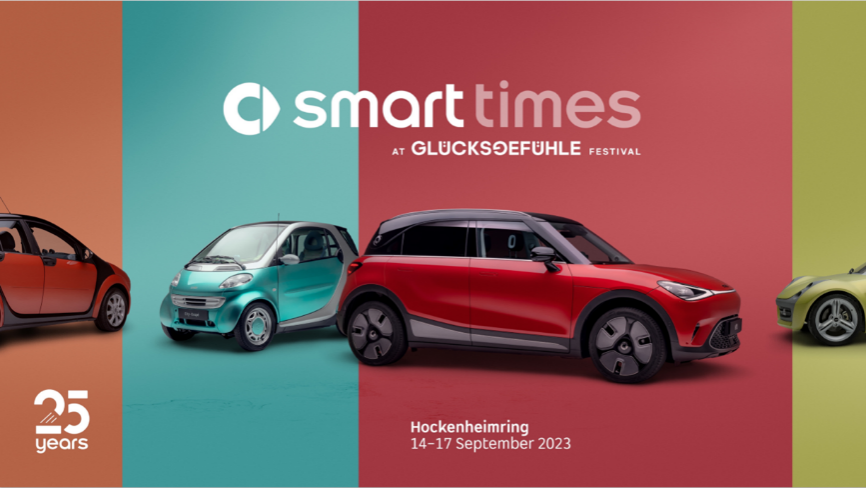 smart times
AT GLÜCKSGEFÜHLE FESTIVAL
25
years
Hockenheimring
14–17 September 2023